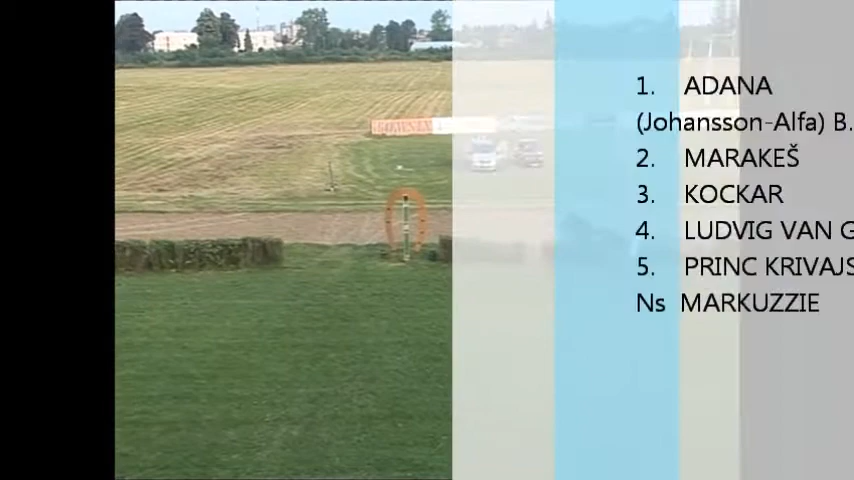 1. ADANA
(Johansson-Alfa) B.
2. MARAKEŠ
3. KOCKAR
4. LUDVIG VAN G
5. PRINC KRIVAJS
Ns MARKUZZIE